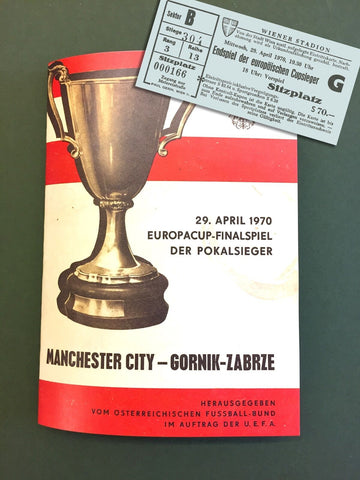 Sektor B
Stiege 304
Rang Reihe
3 13
Sitzplatz
000166
WIENER STADION
Mittwoch, 29. April 1970, 19.30 Uhr
Endspiel der europäischen Cupsieger
18 Uhr Vorspiel
Sitzplatz
G
S 70.—
29. APRIL 1970
EUROPACUP-FINALSPIEL
DER POKALSIEGER
MANCHESTER CITY – GORNIK-ZABRZE
HERAUSGEGEBEN
VOM ÖSTERREICHISCHEN FUSSBALL-BUND
IM AUFTRAG DER U.E.F.A.